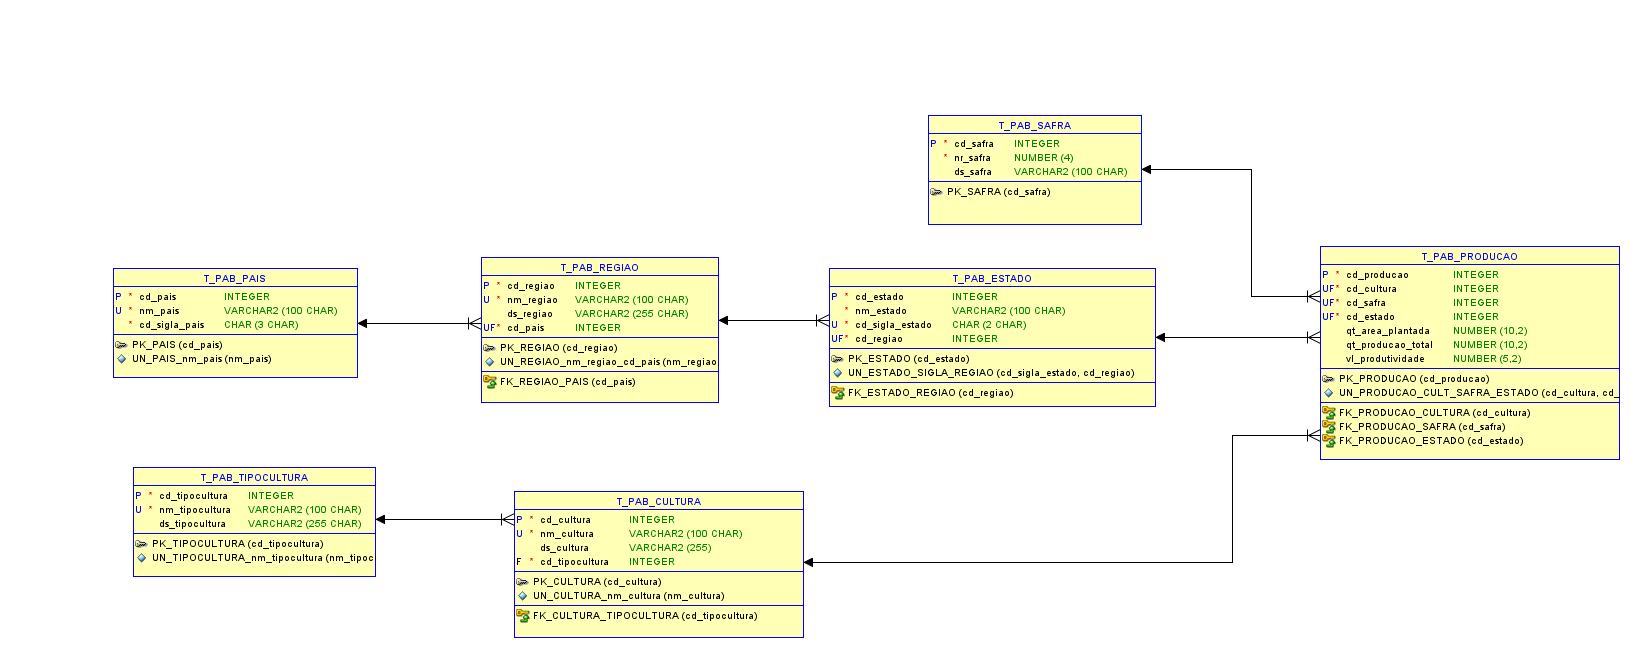 T_PAB_SAFRA
P * cd_safra INTEGER
* nr_safra NUMBER (4)
ds_safra VARCHAR2 (100 CHAR)
PK_SAFRA (cd_safra)
T_PAB_PAIS
P * cd_pais INTEGER
U * nm_pais VARCHAR2 (100 CHAR)
* cd_sigla_pais CHAR (3 CHAR)
PK_PAIS (cd_pais)
UN_PAIS_nm_pais (nm_pais)
T_PAB_REGIAO
P * cd_regiao INTEGER
U * nm_regiao VARCHAR2 (100 CHAR)
ds_regiao VARCHAR2 (255 CHAR)
UF* cd_pais INTEGER
PK_REGIAO (cd_regiao)
UN_REGIAO_nm_regiao_cd_pais (nm_regiao
FK_REGIAO_PAIS (cd_pais)
T_PAB_ESTADO
P * cd_estado INTEGER
* nm_estado VARCHAR2 (100 CHAR)
U * cd_sigla_estado CHAR (2 CHAR)
UF* cd_regiao INTEGER
PK_ESTADO (cd_estado)
UN_ESTADO_SIGLA_REGIAO (cd_sigla_estado, cd_regiao)
FK_ESTADO_REGIAO (cd_regiao)
T_PAB_PRODUCAO
P * cd_producao INTEGER
UF* cd_cultura INTEGER
UF* cd_safra INTEGER
UF* cd_estado INTEGER
qt_area_plantada NUMBER (10,2)
qt_producao_total NUMBER (10,2)
vl_produtividade NUMBER (5,2)
PK_PRODUCAO (cd_producao)
UN_PRODUCAO_CULT_SAFRA_ESTADO (cd_cultura, cd_
FK_PRODUCAO_CULTURA (cd_cultura)
FK_PRODUCAO_SAFRA (cd_safra)
FK_PRODUCAO_ESTADO (cd_estado)
T_PAB_TIPOCULTURA
P * cd_tipocultura INTEGER
U * nm_tipocultura VARCHAR2 (100 CHAR)
ds_tipocultura VARCHAR2 (255 CHAR)
PK_TIPOCULTURA (cd_tipocultura)
UN_TIPOCULTURA_nm_tipocultura (nm_tipoc
T_PAB_CULTURA
P * cd_cultura INTEGER
U * nm_cultura VARCHAR2 (100 CHAR)
ds_cultura VARCHAR2 (255)
F * cd_tipocultura INTEGER
PK_CULTURA (cd_cultura)
UN_CULTURA_nm_cultura (nm_cultura)
FK_CULTURA_TIPOCULTURA (cd_tipocultura)